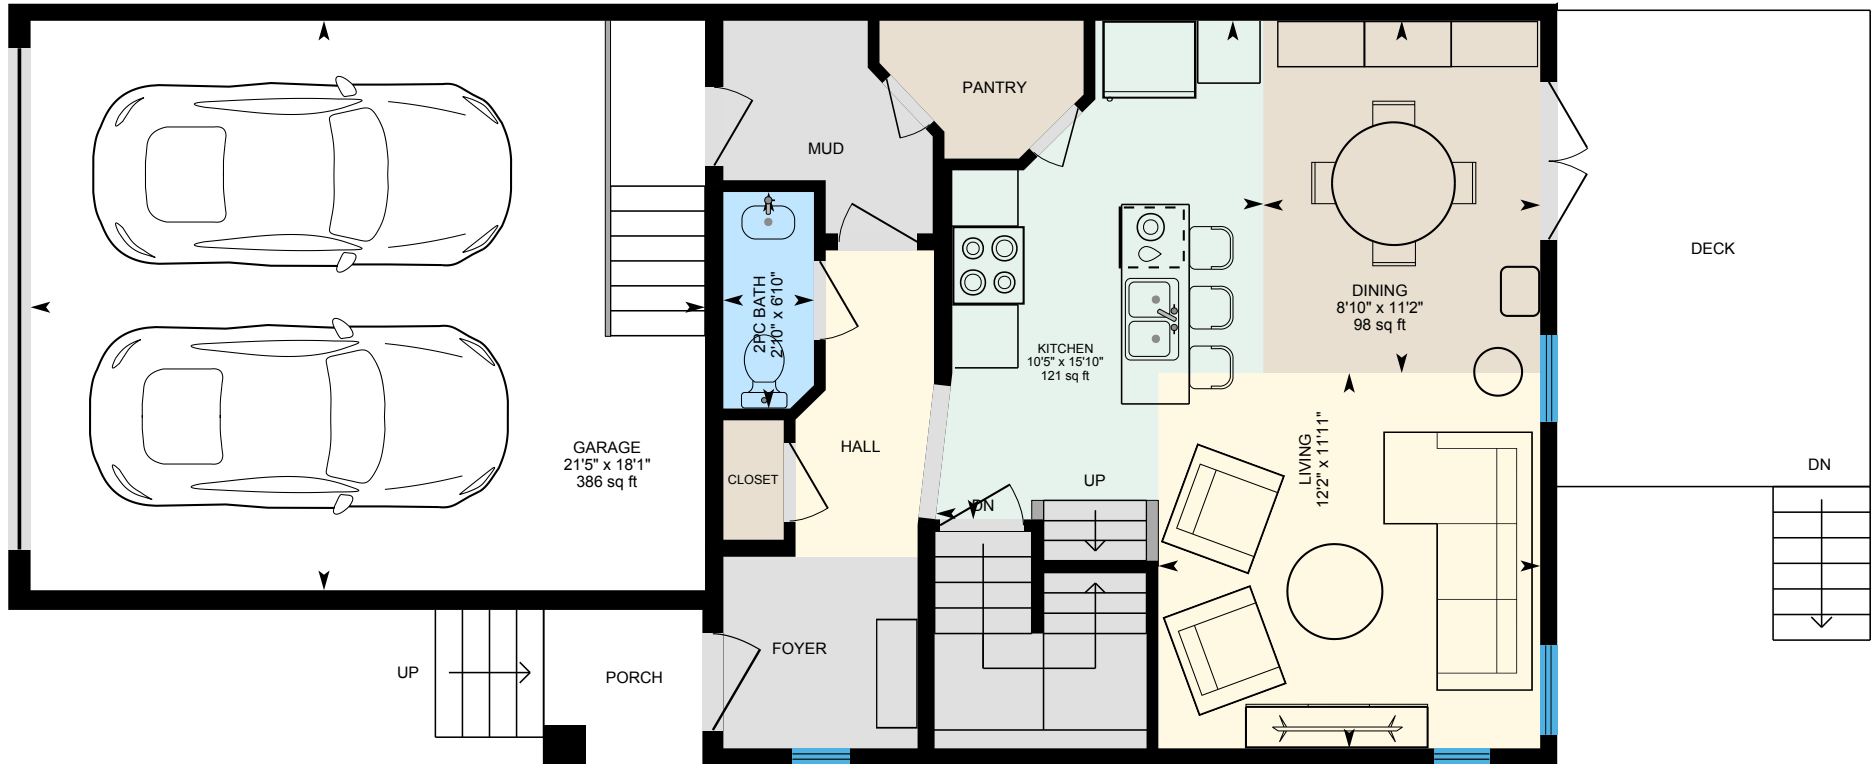 PANTRY
MUD
DECK
2PC BATH
2'10" x 6'10"
DINING
8'10" x 11'2"
98 sq ft
KITCHEN
10'5" x 15'10"
121 sq ft
GARAGE
21'5" x 18'1"
386 sq ft
HALL
CLOSET
LIVING
12'2" x 11'11"
UP
DN
DN
FOYER
UP
PORCH